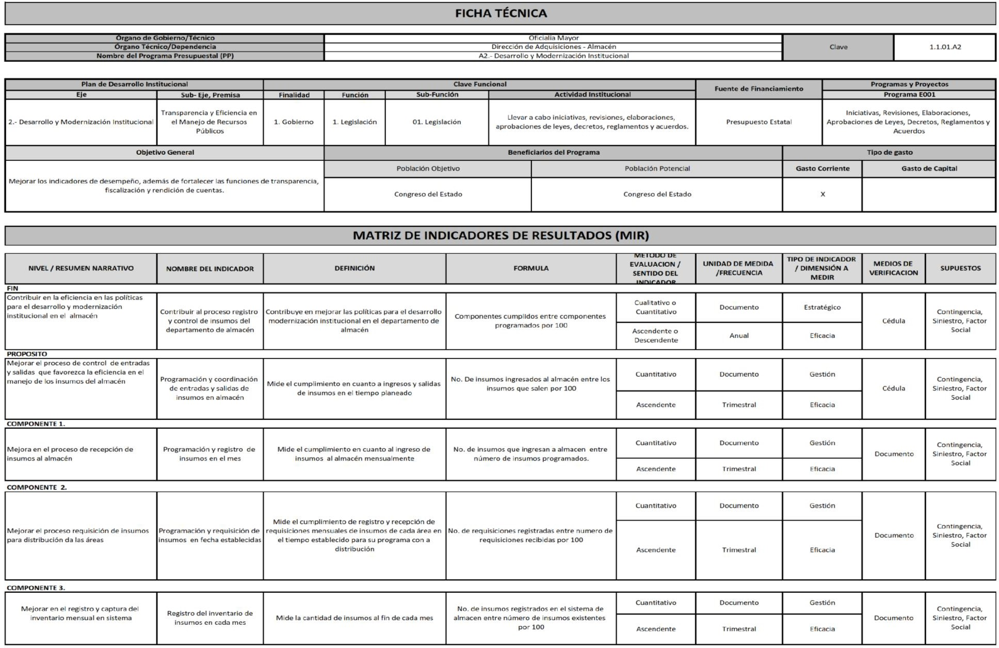 FICHA TÉCNICA
Órgano de Gobierno/Técnico
Oficialia Mayor
Órgano Técnico/Dependencia
Dirección de Adquisiciones - Almacén
Nombre del Programa Presupuestal (PP)
A2.- Desarrollo y Modernización Institucional
Clave
1.1.01.A2
Plan de Desarrollo Institucional
Clave Funcional
Fuente de Financiamiento
Programas y Proyectos
Eje
Sub- Eje, Premisa
Finalidad
Función
Sub-Función
Actividad Institucional
Programa E001
2.- Desarrollo y Modernización Institucional
Transparencia y Eficiencia en
el Manejo de Recursos
Públicos
1. Gobierno
1. Legislación
01. Legislación
Llevar a cabo iniciativas, revisiones, elaboraciones,
aprobaciones de leyes, decretos, reglamentos y acuerdos.
Presupuesto Estatal
Iniciativas, Revisiones, Elaboraciones,
Aprobaciones de Leyes, Decretos, Reglamentos y
Acuerdos
Objetivo General
Beneficiarios del Programa
Tipo de gasto
Mejorar los indicadores de desempeño, además de fortalecer las funciones de transparencia,
fiscalización y rendición de cuentas.
Población Objetivo
Población Potencial
Gasto Corriente
Gasto de Capital
Congreso del Estado
Congreso del Estado
X
MATRIZ DE INDICADORES DE RESULTADOS (MIR)
NIVEL / RESUMEN NARRATIVO
NOMBRE DEL INDICADOR
DEFINICIÓN
FORMULA
METODO DE
EVALUACION /
SENTIDO DEL
INDICADOR
UNIDAD DE MEDIDA
/FRECUENCIA
TIPO DE INDICADOR
/ DIMENSIÓN A
MEDIR
MEDIOS DE
VERIFICACION
SUPUESTOS
FIN
Contribuir en la eficiencia en las políticas
para el desarrollo y modernización
institucional en el almacén
Contribuir al proceso registro
y control de insumos del
departamento de almacén
Contribuye en mejorar las políticas para el desarrollo
modernización institucional en el departamento de
almacén
Componentes cumplidos entre componentes
programados por 100
Cualitativo o
Cuantitativo
Documento
Estratégico
Ascendente o
Descendente
Anual
Eficacia
Cédula
Contingencia,
Siniestro, Factor
Social
PROPOSITO
Mejorar el proceso de control de entradas
y salidas que favorezca la eficiencia en el
manejo de los insumos del almacén
Programación y coordinación
de entradas y salidas de
insumos en almacén
Mide el cumplimiento en cuanto a ingresos y salidas
de insumos en el tiempo planeado
No. De insumos ingresados al almacén entre los
insumos que salen por 100
Cuantitativo
Documento
Gestión
Ascendente
Trimestral
Eficacia
Cédula
Contingencia,
Siniestro, Factor
Social
COMPONENTE 1.
Mejora en el proceso de recepción de
insumos al almacén
Programación y registro de
insumos en el mes
Mide el cumplimiento en cuanto al ingreso de
insumos al almacén mensualmente
No. de insumos que ingresan a almacen entre
número de insumos programados.
Cuantitativo
Documento
Gestión
Ascendente
Trimestral
Eficacia
Documento
Contingencia,
Siniestro, Factor
Social
COMPONENTE 2.
Mejorar el proceso requisición de insumos
para distribución da las áreas
Programación y requisición de
insumos en fecha establecidas
Mide el cumplimiento de registro y recepción de
requisiciones mensuales de insumos de cada área en
el tiempo establecido para su programa con a
distribución
No. de requisiciones registradas entre numero de
requisiciones recibidas por 100
Cuantitativo
Documento
Gestión
Ascendente
Trimestral
Eficacia
Documento
Contingencia,
Siniestro, Factor
Social
COMPONENTE 3.
Mejorar en el registro y captura del
inventario mensual en sistema
Registro del inventario de
insumos en cada mes
Mide la cantidad de insumos al fin de cada mes
No. de insumos registrados en el sistema de
almacen entre número de insumos existentes
por 100
Cuantitativo
Documento
Gestión
Ascendente
Trimestral
Eficacia
Documento
Contingencia,
Siniestro, Factor
Social